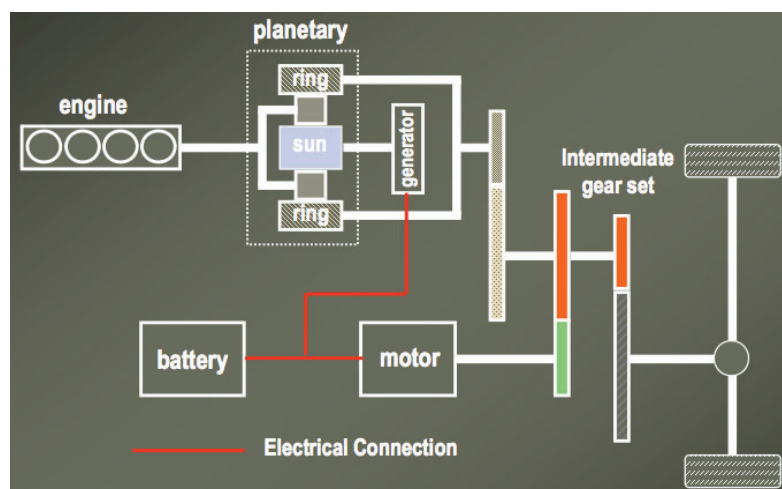 planetary
ring
engine
sun
generator
Intermediate
gear set
ring
battery
motor
Electrical Connection